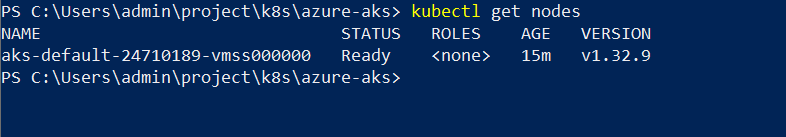 PS C:\Users\admin\project\k8s\azure-aks> kubectl get nodes
NAME STATUS ROLES AGE VERSION
aks-default-24710189-vmss000000 Ready <none> 15m v1.32.9
PS C:\Users\admin\project\k8s\azure-aks>